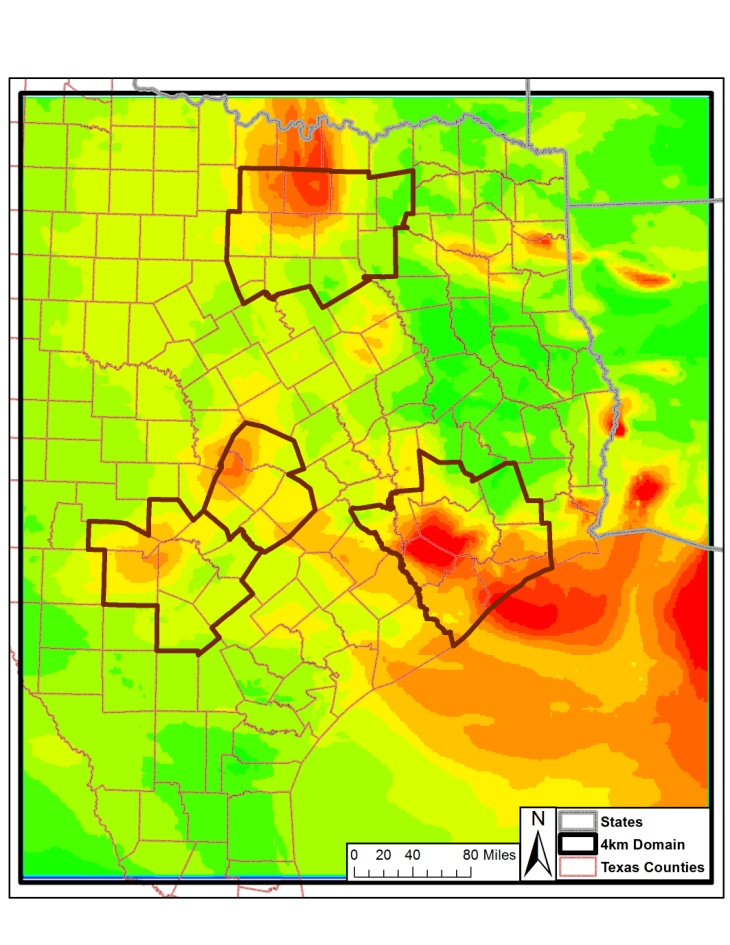 N
States
4km Domain
Texas Counties
0 20 40 80 Miles